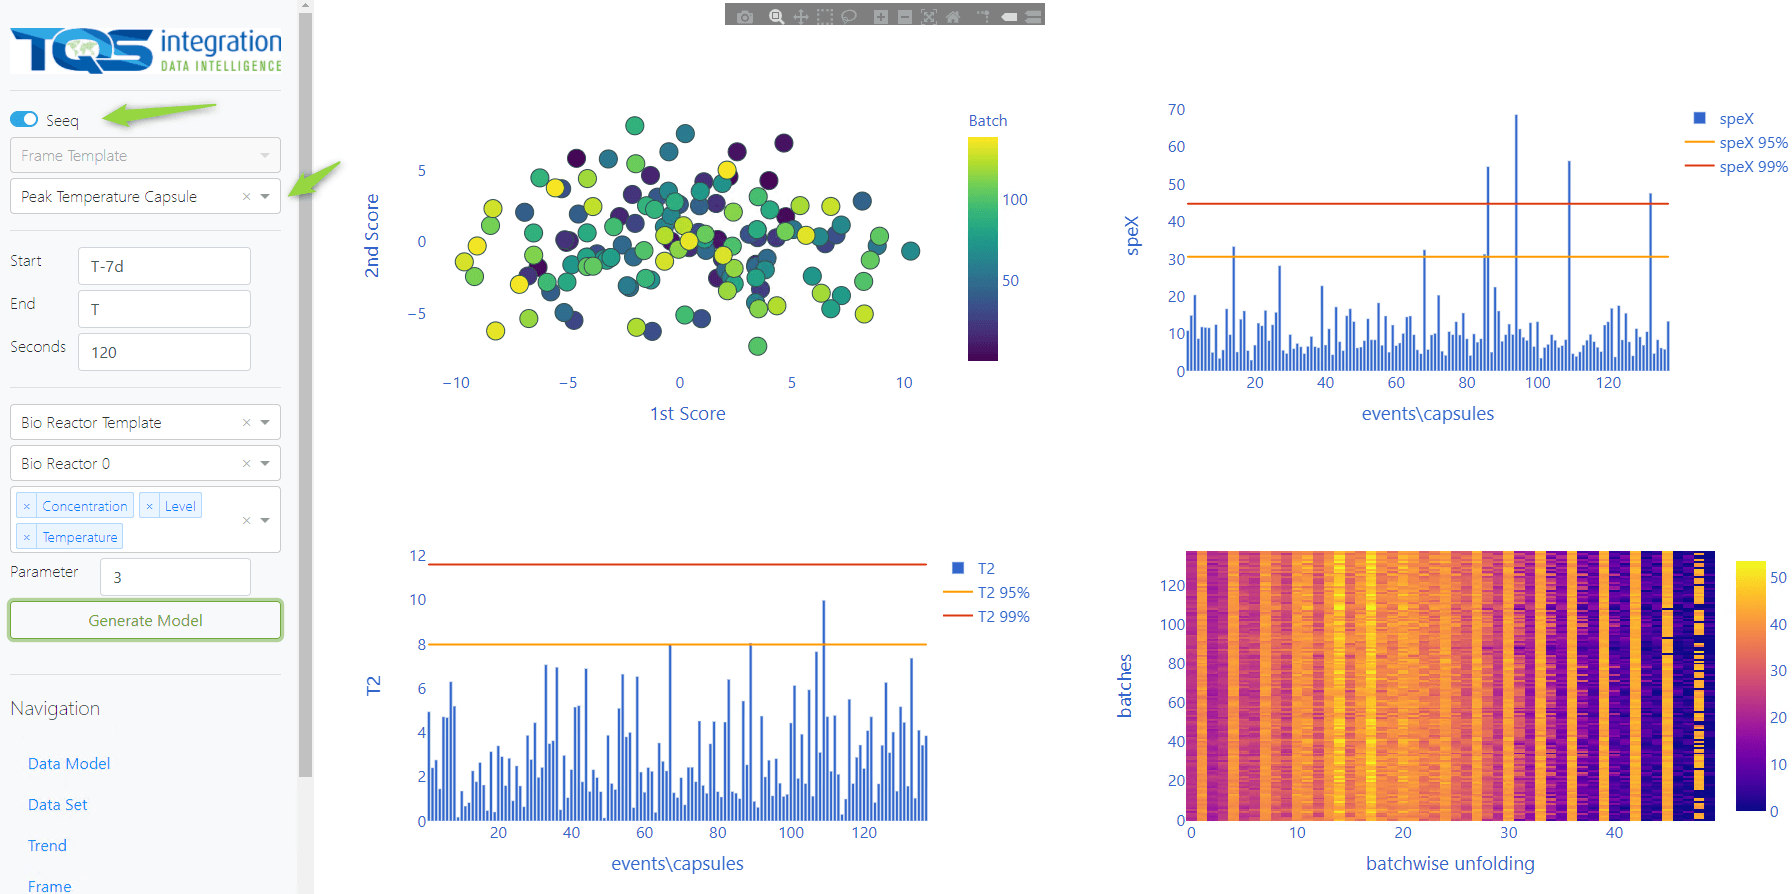 TQS integration
DATA INTELLIGENCE
Seeq
Frame Template
Peak Temperature Capsule ×
Start T-7d
End T
Seconds 120
Bio Reactor Template ×
Bio Reactor 0 ×
× Concentration × Level ×
× Temperature
Parameter 3
Generate Model
Navigation
Data Model
Data Set
Trend
Frame
2nd Score
5
0
−5
−10 −5 0 5 10
1st Score
Batch
100
50
speX
70
60
50
40
30
20
10
0
20 40 60 80 100 120
events\capsules
speX
speX 95%
speX 99%
T2
12
10
8
6
4
2
0
20 40 60 80 100 120
events\capsules
T2
T2 95%
T2 99%
batches
120
100
80
60
40
20
0
0 10 20 30 40
batchwise unfolding
50
40
30
20
10
0